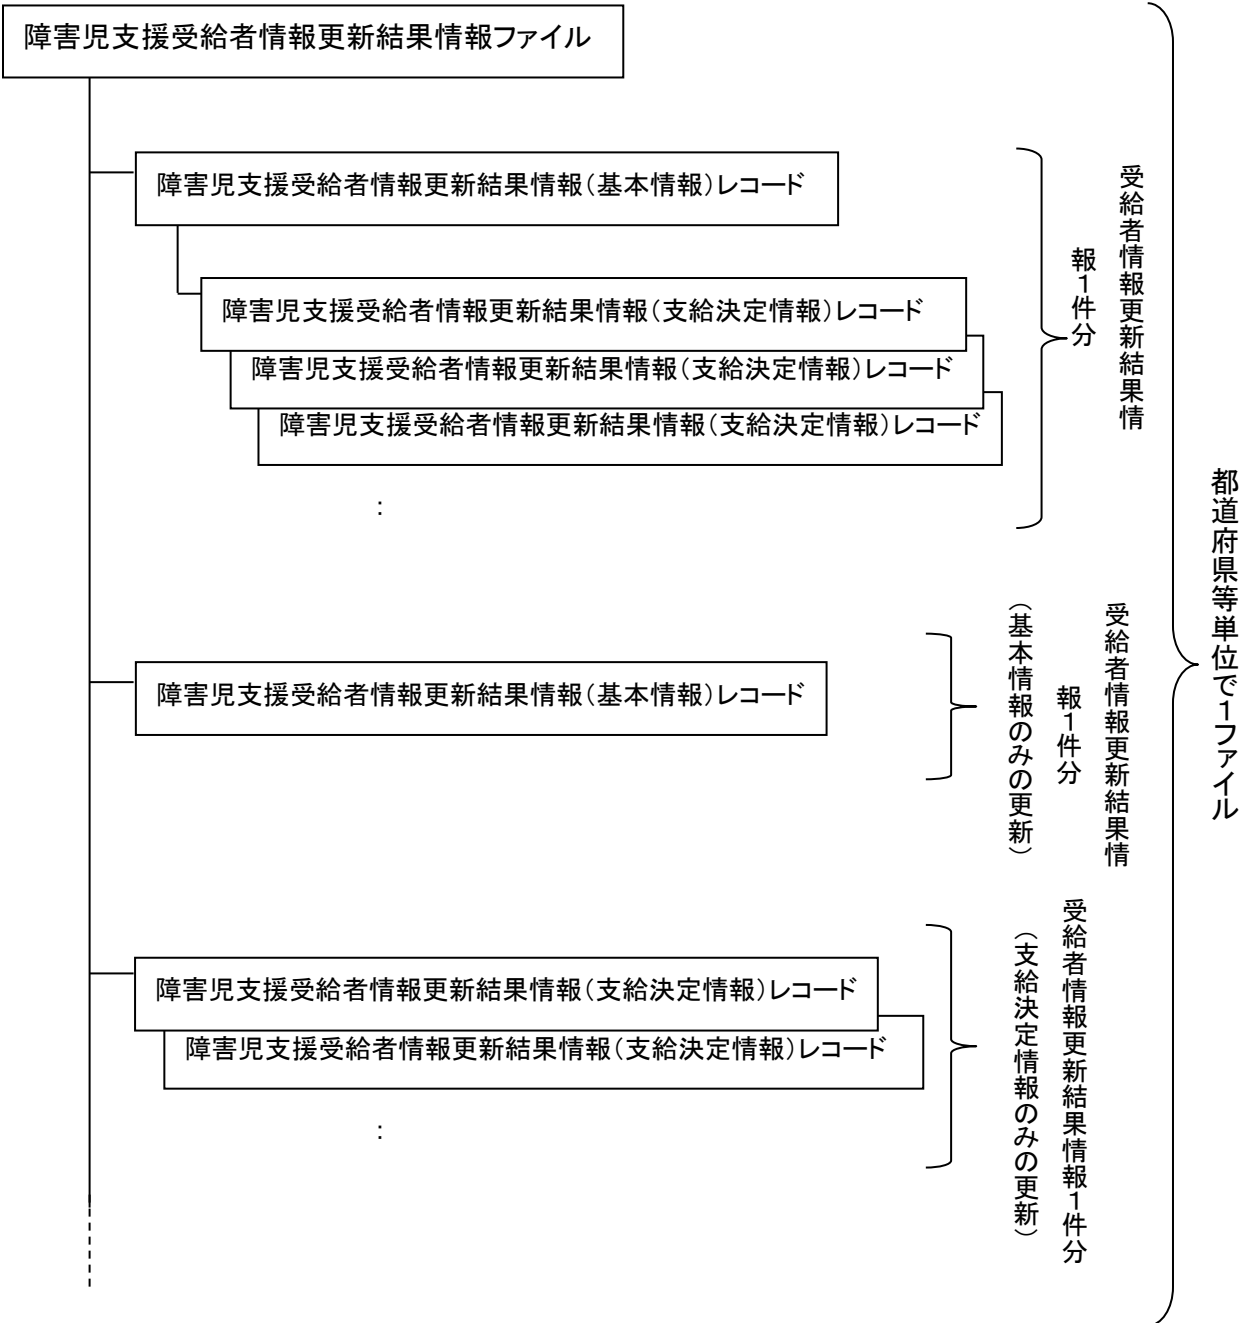 障害児支援受給者情報更新結果情報ファイル
障害児支援受給者情報更新結果情報（基本情報）レコード
障害児支援受給者情報更新結果情報（支給決定情報）レコード
障害児支援受給者情報更新結果情報（支給決定情報）レコード
障害児支援受給者情報更新結果情報（支給決定情報）レコード
：
受給者情報更新結果情
報１件分
障害児支援受給者情報更新結果情報（基本情報）レコード
受給者情報更新結果情
報１件分
（基本情報のみの更新）
障害児支援受給者情報更新結果情報（支給決定情報）レコード
障害児支援受給者情報更新結果情報（支給決定情報）レコード
：
受給者情報更新結果情報１件分
（支給決定情報のみの更新）
都道府県等単位で１ファイル